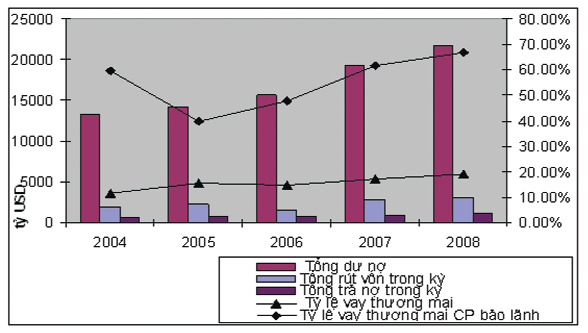 25000
20000
15000
10000
5000
0
tỷ USD
80.00%
70.00%
60.00%
50.00%
40.00%
30.00%
20.00%
10.00%
0.00%
2004 2005 2006 2007 2008
Tổng dư nợ
Tổng rút vốn trong kỳ
Tổng trả nợ trong kỳ
Tỷ lệ vay thương mại
Tỷ lệ vay thương mại CP bảo lãnh